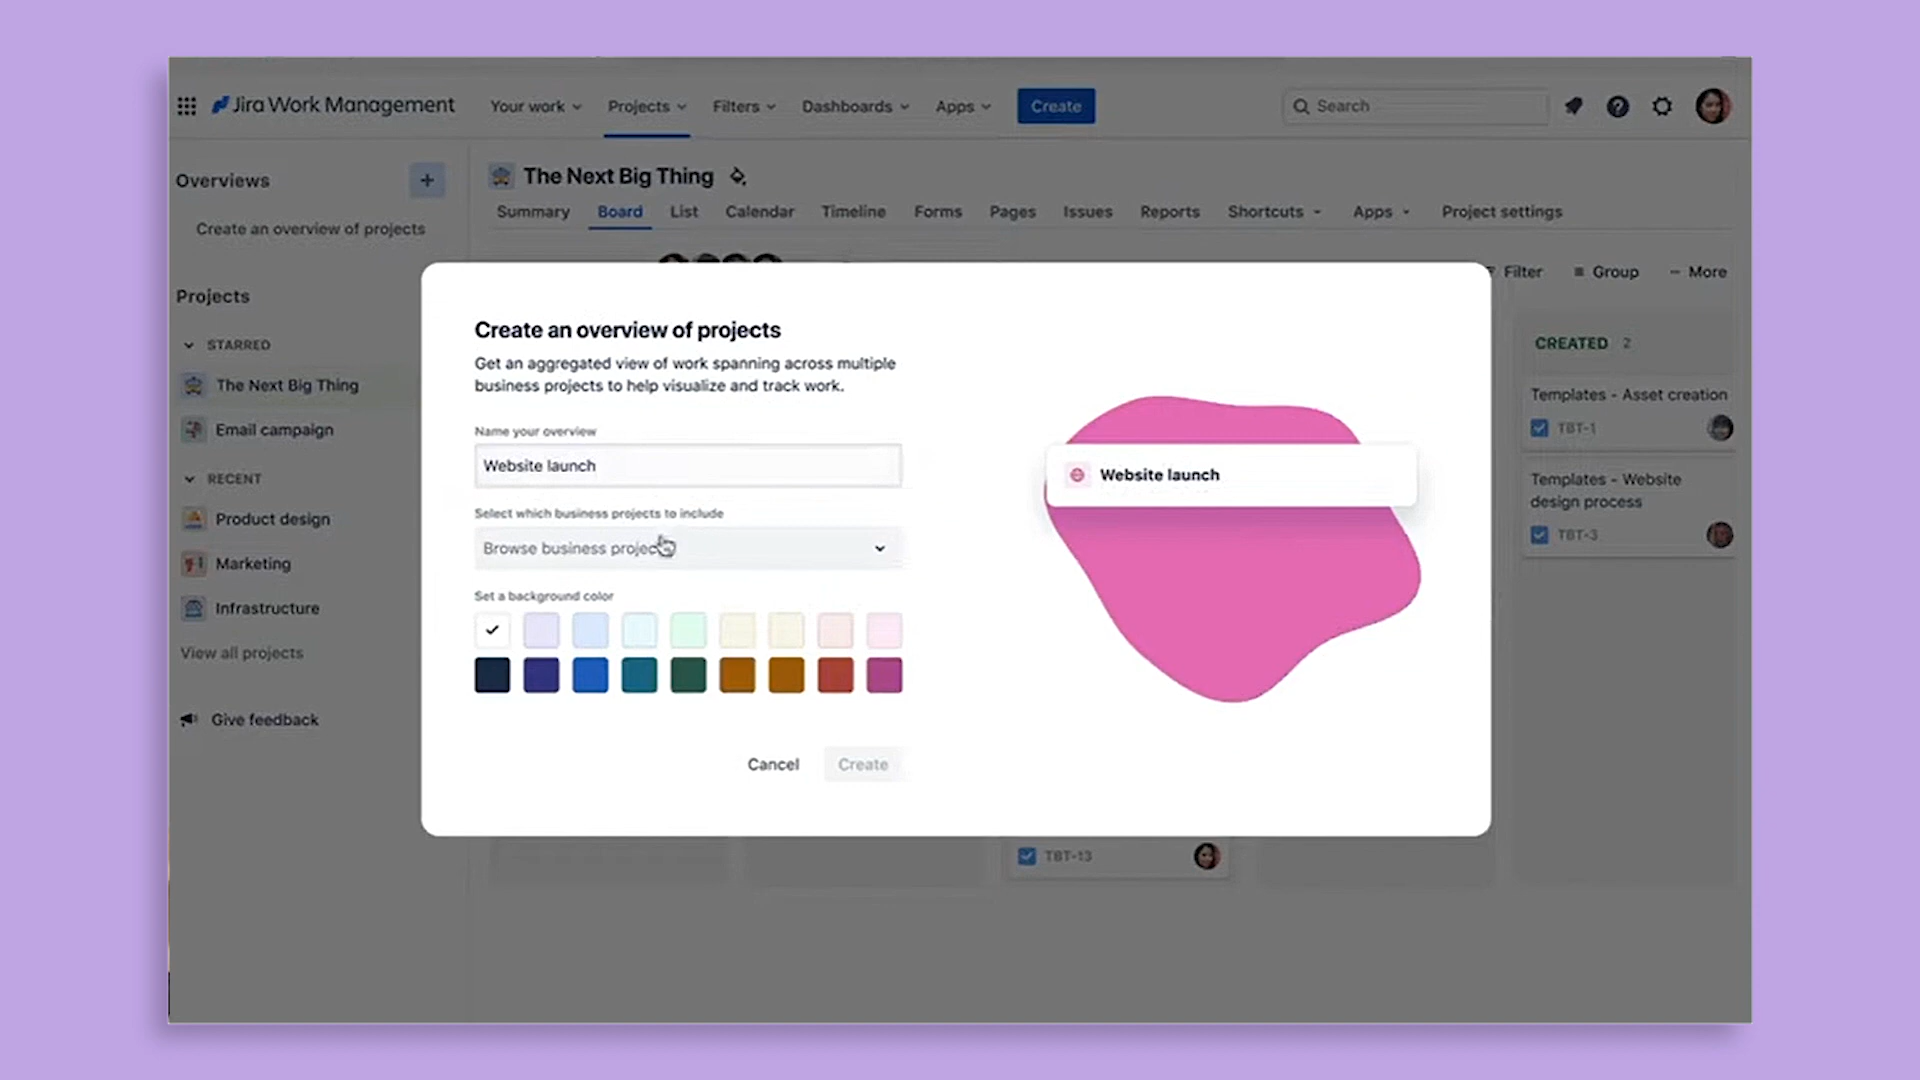 Jira Work Management
Your work
Projects
Filters
Dashboards
Apps
Create
Search
Overviews
+
Create an overview of projects
Projects
STARRED
The Next Big Thing
Email campaign
RECENT
Product design
Marketing
Infrastructure
View all projects
Give feedback
The Next Big Thing
Summary
Board
List
Calendar
Timeline
Forms
Pages
Issues
Reports
Shortcuts
Apps
Project settings
Filter
Group
More
Create an overview of projects
Get an aggregated view of work spanning across multiple
business projects to help visualize and track work.
Name your overview
Website launch
Select which business projects to include
Browse business projec
Set a background color
Cancel
Create
Website launch
CREATED 2
Templates - Asset creation
TBT-1
Templates - Website
design process
TBT-3
TBT-13